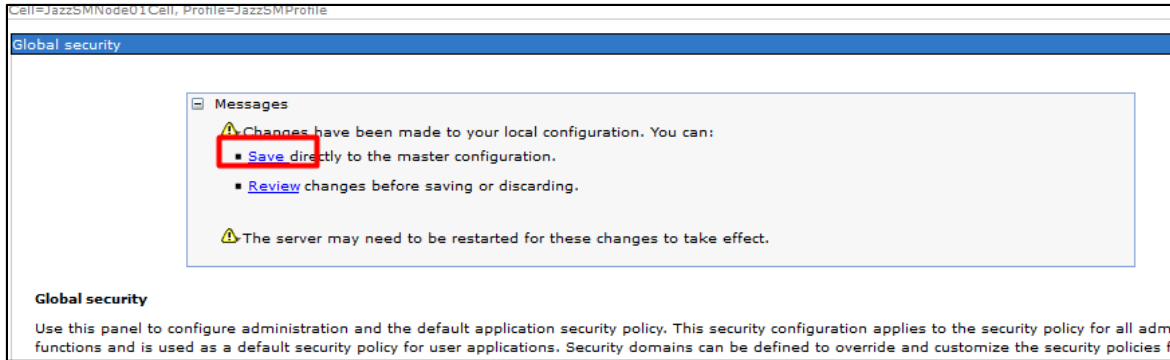 Cell=JazzSMNode01Cell, Profile=JazzSMProfile
Global security
Messages
Changes have been made to your local configuration. You can:
Save directly to the master configuration.
Review changes before saving or discarding.
The server may need to be restarted for these changes to take effect.
Global security
Use this panel to configure administration and the default application security policy. This security configuration applies to the security policy for all adm
functions and is used as a default security policy for user applications. Security domains can be defined to override and customize the security policies